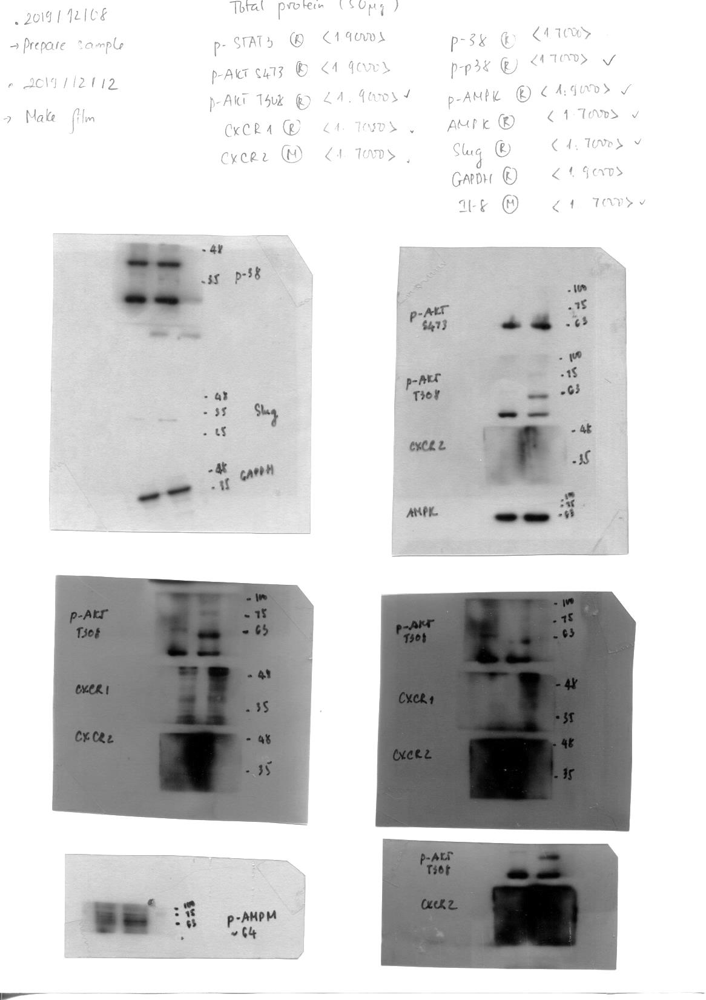 . 2019/12/08
→ Prepare sample
• 2019/12/12
→ Make film
Total protein (50µg)
p-STAT3 Ⓡ <1.9000>
p-AKT S473 Ⓡ <1.9000>
p-AKT T308 Ⓡ <1.9000> ✓
CXCR1 Ⓡ <1.7000> .
CXCR2 Ⓜ <1.7000> .
p-38 Ⓡ <1.7000>
p-p38 Ⓡ <1.7000> ✓
p-AMPK Ⓡ <1.9000> ✓
AMPK Ⓡ <1.7000> ✓
Slug Ⓡ <1.7000> ✓
GAPDH Ⓡ <1.9000>
Il-8 Ⓜ <1.7000> ✓
- 48
- 35 p-38
- 48
- 35 Slug
- 25
- 48 GAPDH
- 35
- 100
p-AKT - 75
S473 - 63
- 100
p-AKT - 75
T308 - 63
- 48
CXCR2
- 35
- 100
- 75
AMPK - 63
- 100
p-AKT - 75
T308 - 63
- 48
CXCR1
- 35
CXCR2 - 48
- 35
- 100
p-AKT - 75
T308 - 63
- 48
CXCR1
- 35
CXCR2 - 48
- 35
- 100
- 75 p-AMPM
- 63 ~ 64
p-AKT
T308
CXCR2